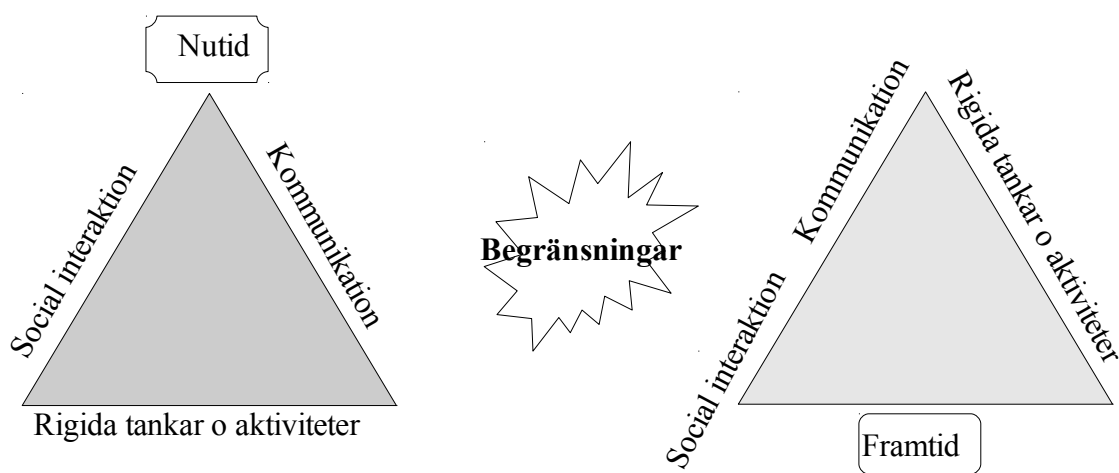 Nutid
Social interaktion
Kommunikation
Rigida tankar o aktiviteter
Begränsningar
Social interaktion
Kommunikation
Rigida tankar o aktiviteter
Framtid